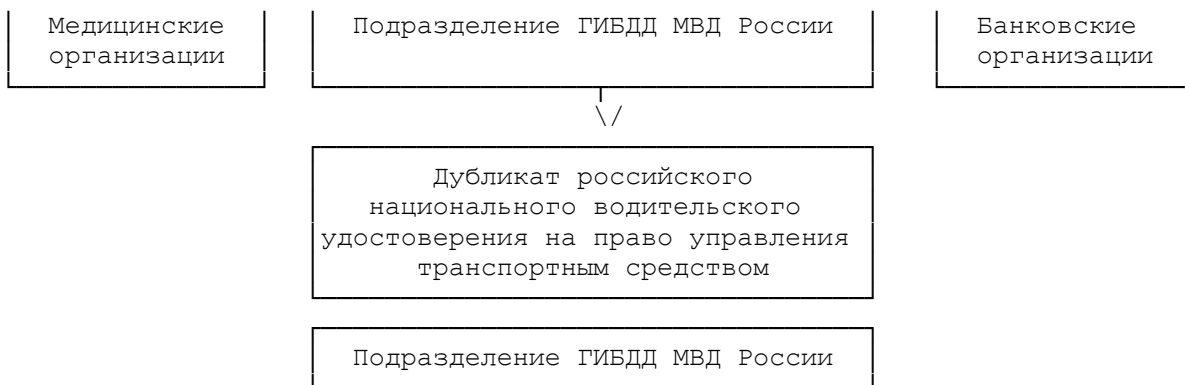 Медицинские
организации
Подразделение ГИБДД МВД России
Банковские
организации
Дубликат российского
национального водительского
удостоверения на право управления
транспортным средством
Подразделение ГИБДД МВД России